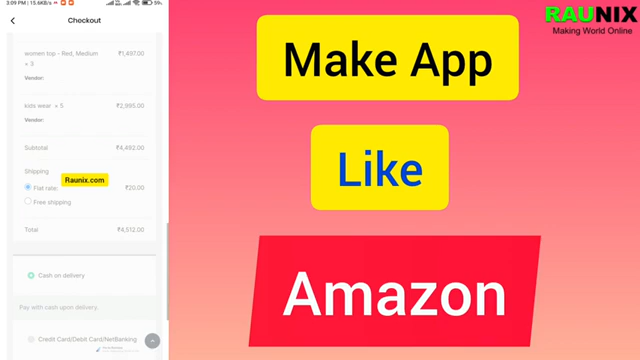 3:09 PM | 15.6KB/s
59%
Checkout
women top - Red, Medium
₹1,497.00
× 3
Vendor:
kids wear × 5
₹2,995.00
Vendor:
Subtotal
₹4,492.00
Shipping
Flat rate:
₹20.00
Raunix.com
Free shipping
Total
₹4,512.00
Cash on delivery
Pay with cash upon delivery.
Credit Card/Debit Card/NetBanking
Make App
Like
Amazon
RAUNIX
Making World Online